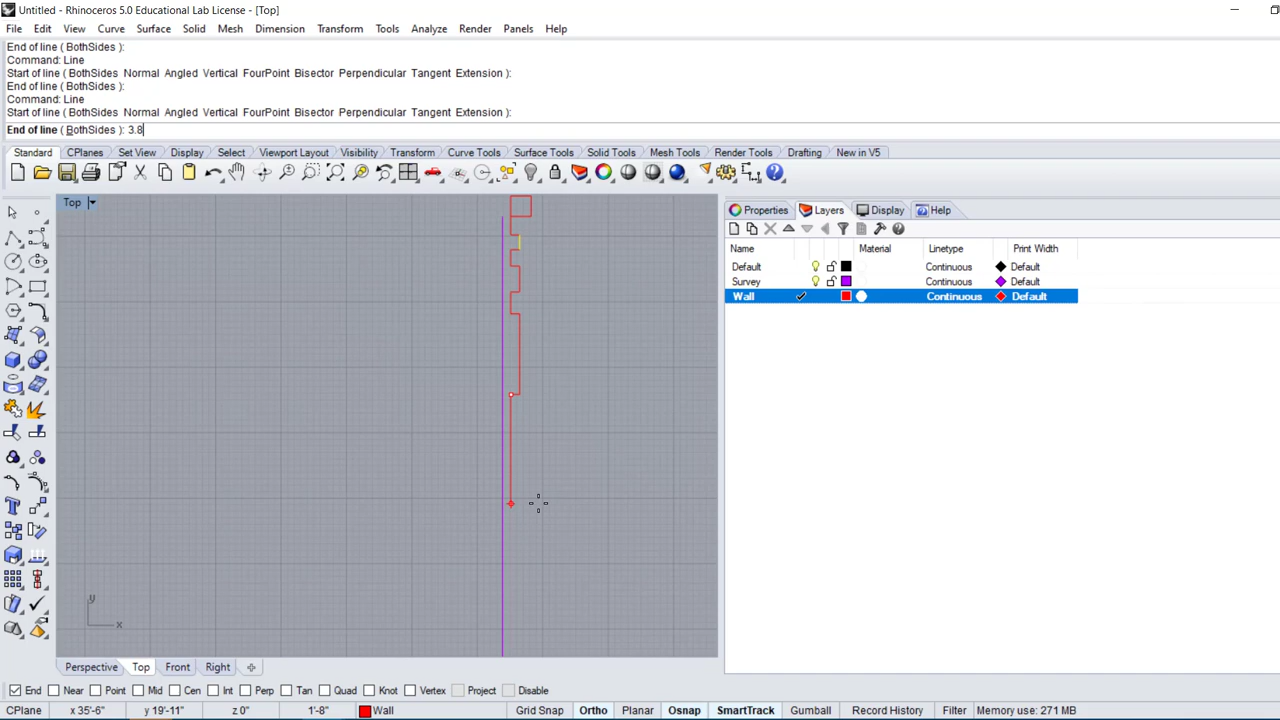 Untitled - Rhinoceros 5.0 Educational Lab License - [Top]
File Edit View Curve Surface Solid Mesh Dimension Transform Tools Analyze Render Panels Help
End of line ( BothSides ):
Command: Line
Start of line ( BothSides Normal Angled Vertical FourPoint Bisector Perpendicular Tangent Extension ):
End of line ( BothSides ):
Command: Line
Start of line ( BothSides Normal Angled Vertical FourPoint Bisector Perpendicular Tangent Extension ):
End of line ( BothSides ): 3.8
Standard CPlanes Set View Display Select Viewport Layout Visibility Transform Curve Tools Surface Tools Solid Tools Mesh Tools Render Tools Drafting New in V5
Top
Properties Layers Display Help
Name Material Linetype Print Width
Default Continuous Default
Survey Continuous Default
Wall Continuous Default
y
x
Perspective Top Front Right
End Near Point Mid Cen Int Perp Tan Quad Knot Vertex Project Disable
CPlane x 35'-6" y 19'-11" z 0" 1'-8" Wall Grid Snap Ortho Planar Osnap SmartTrack Gumball Record History Filter Memory use: 271 MB